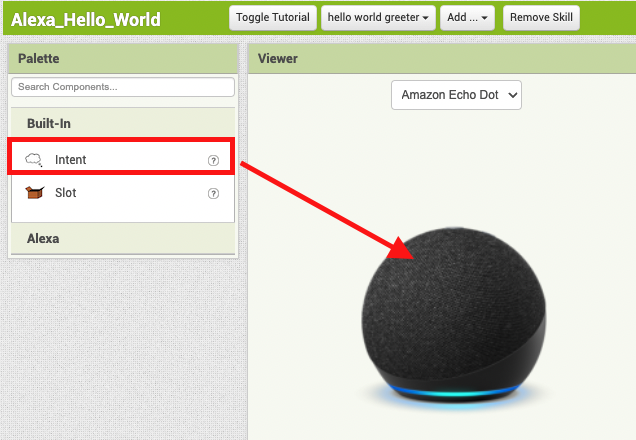 Alexa_Hello_World
Toggle Tutorial
hello world greeter
Add ...
Remove Skill
Palette
Viewer
Search Components...
Amazon Echo Dot
Built-In
Intent
?
Slot
?
Alexa